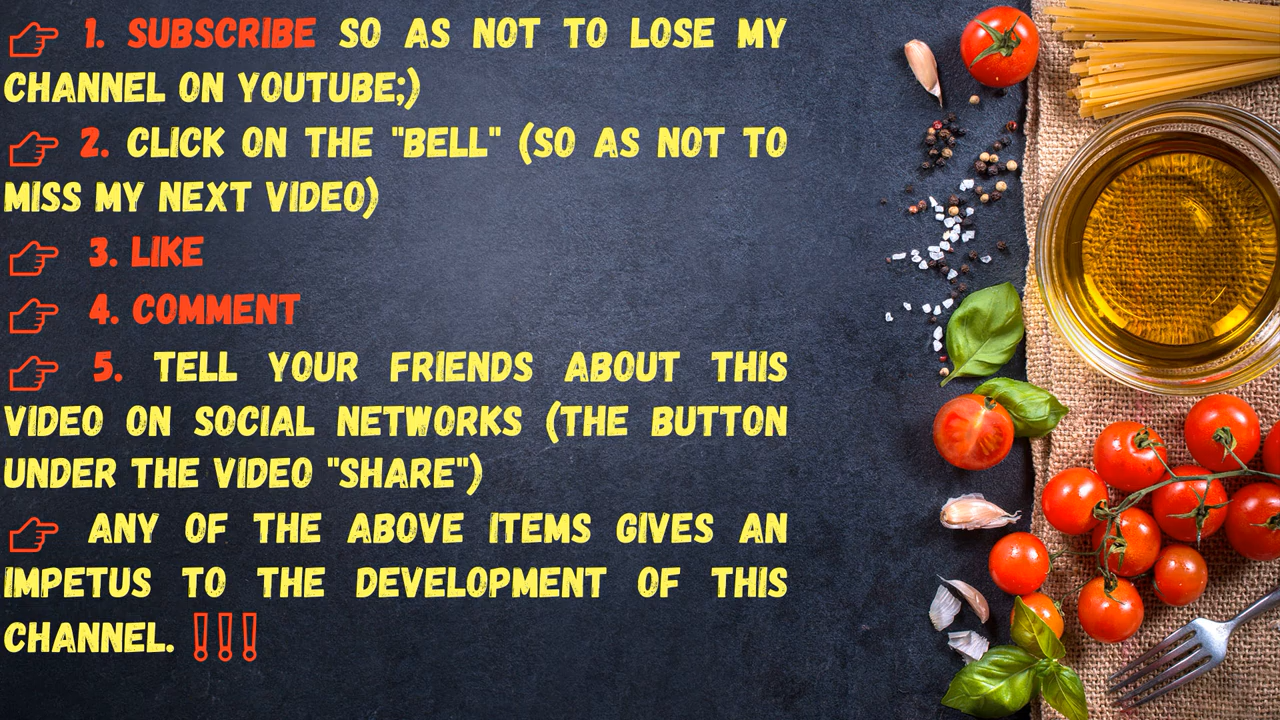 👉 1. SUBSCRIBE SO AS NOT TO LOSE MY
CHANNEL ON YOUTUBE;)
👉 2. CLICK ON THE "BELL" (SO AS NOT TO
MISS MY NEXT VIDEO)
👉 3. LIKE
👉 4. COMMENT
👉 5. TELL YOUR FRIENDS ABOUT THIS
VIDEO ON SOCIAL NETWORKS (THE BUTTON
UNDER THE VIDEO "SHARE")
👉 ANY OF THE ABOVE ITEMS GIVES AN
IMPETUS TO THE DEVELOPMENT OF THIS
CHANNEL. !!!